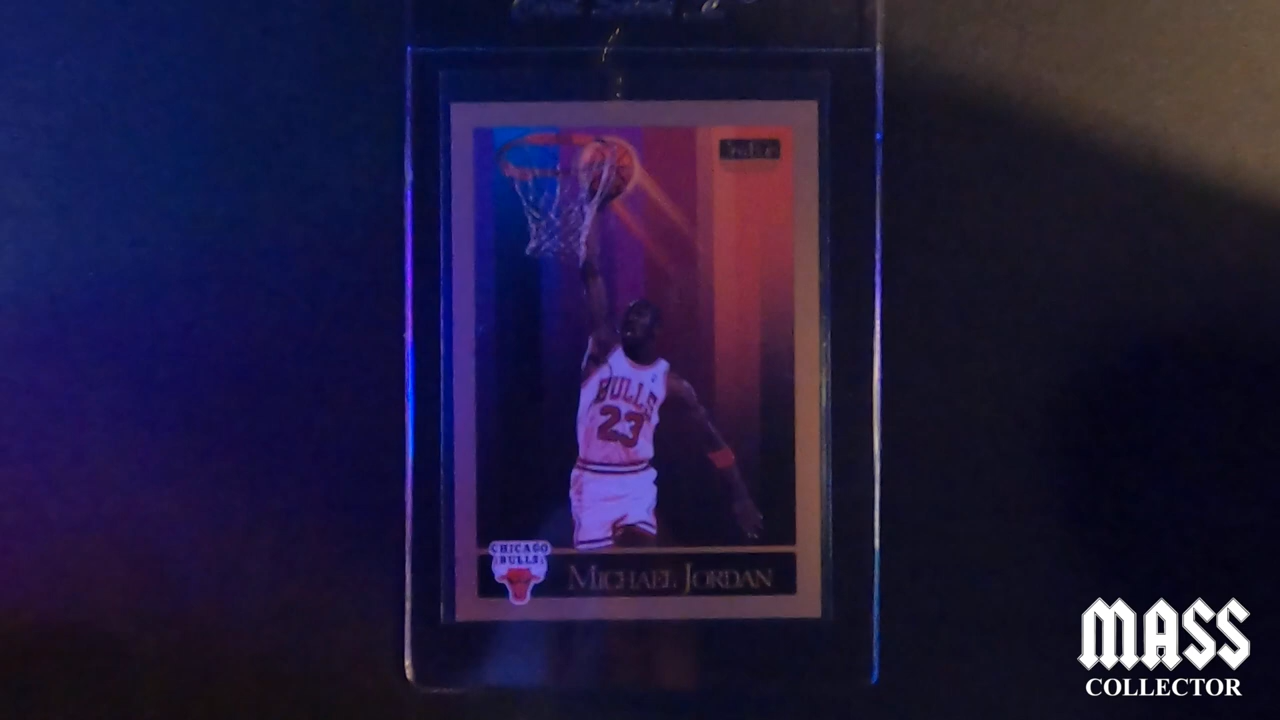 SkyBox
BULLS
23
CHICAGO
BULLS
MICHAEL JORDAN
MASS
COLLECTOR